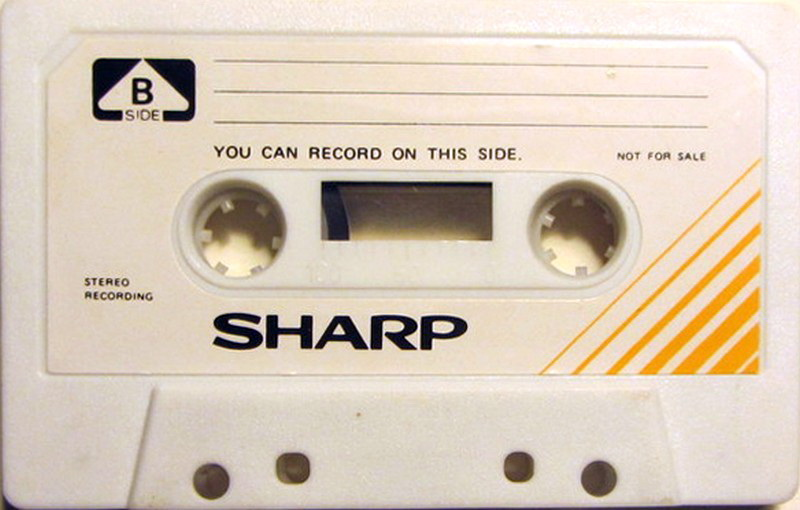 B
SIDE
YOU CAN RECORD ON THIS SIDE.
NOT FOR SALE
STEREO
RECORDING
SHARP